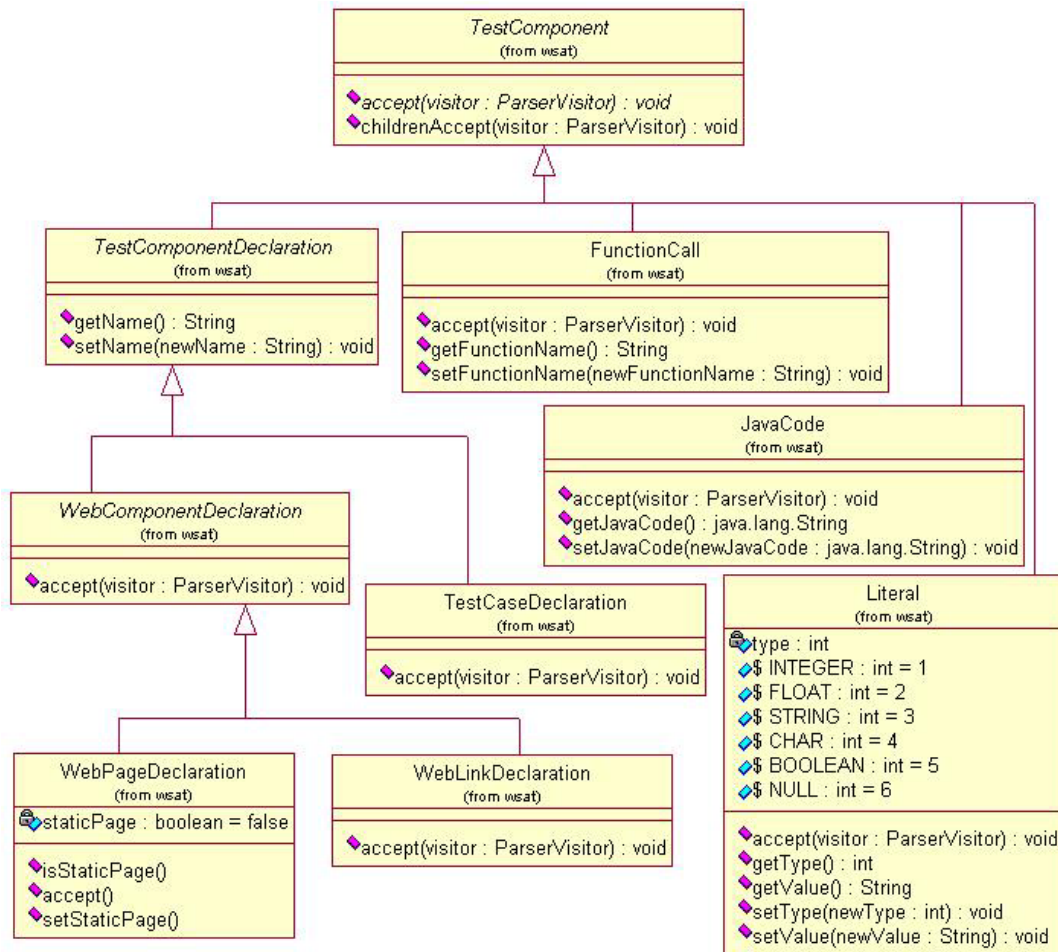 TestComponent
(from wsat)
accept(visitor : ParserVisitor) : void
childrenAccept(visitor : ParserVisitor) : void
TestComponentDeclaration
(from wsat)
getName() : String
setName(newName : String) : void
FunctionCall
(from wsat)
accept(visitor : ParserVisitor) : void
getFunctionName() : String
setFunctionName(newFunctionName : String) : void
JavaCode
(from wsat)
accept(visitor : ParserVisitor) : void
getJavaCode() : java.lang.String
setJavaCode(newJavaCode : java.lang.String) : void
WebComponentDeclaration
(from wsat)
accept(visitor : ParserVisitor) : void
TestCaseDeclaration
(from wsat)
accept(visitor : ParserVisitor) : void
Literal
(from wsat)
type : int
$ INTEGER : int = 1
$ FLOAT : int = 2
$ STRING : int = 3
$ CHAR : int = 4
$ BOOLEAN : int = 5
$ NULL : int = 6
accept(visitor : ParserVisitor) : void
getType() : int
getValue() : String
setType(newType : int) : void
setValue(newValue : String) : void
WebPageDeclaration
(from wsat)
staticPage : boolean = false
isStaticPage()
accept()
setStaticPage()
WebLinkDeclaration
(from wsat)
accept(visitor : ParserVisitor) : void